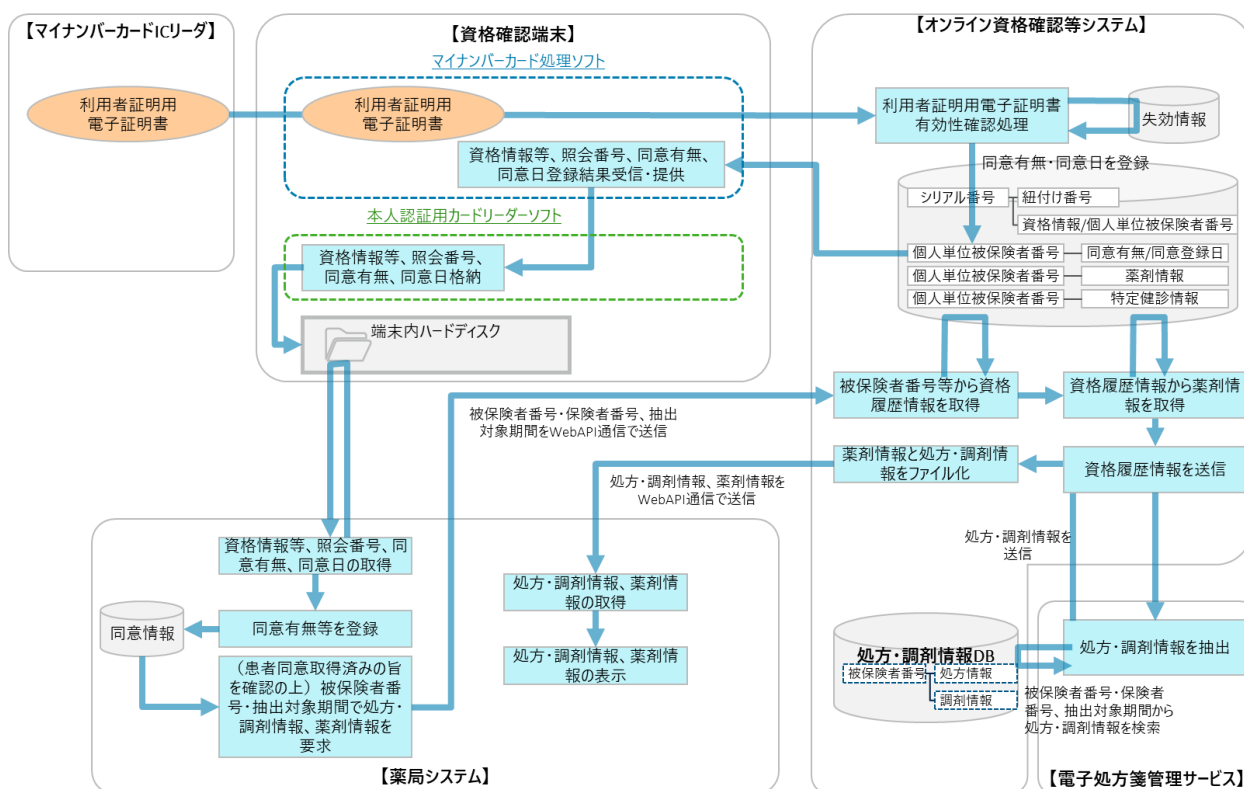 【マイナンバーカードICリーダ】
利用者証明用
電子証明書
【資格確認端末】
マイナンバーカード処理ソフト
利用者証明用
電子証明書
資格情報等、照会番号、同意有無、
同意日登録結果受信・提供
本人認証用カードリーダーソフト
資格情報等、照会番号、
同意有無、同意日格納
端末内ハードディスク
【オンライン資格確認等システム】
利用者証明用電子証明書
有効性確認処理
失効情報
同意有無・同意日を登録
シリアル番号
紐付け番号
資格情報/個人単位被保険者番号
個人単位被保険者番号
同意有無/同意登録日
個人単位被保険者番号
薬剤情報
個人単位被保険者番号
特定健診情報
被保険者番号等から資格
履歴情報を取得
資格履歴情報から薬剤情
報を取得
被保険者番号・保険者番号、抽出
対象期間をWebAPI通信で送信
薬剤情報と処方・調剤情
報をファイル化
資格履歴情報を送信
処方・調剤情報、薬剤情報を
WebAPI通信で送信
処方・調剤情報を
送信
資格情報等、照会番号、同
意有無、同意日の取得
同意情報
同意有無等を登録
（患者同意取得済みの旨
を確認の上）被保険者番
号・抽出対象期間で処方・
調剤情報、薬剤情報を
要求
処方・調剤情報、薬剤情
報の取得
処方・調剤情報、薬剤情
報の表示
【薬局システム】
処方・調剤情報DB
被保険者番号
処方情報
調剤情報
処方・調剤情報を抽出
被保険者番号・保険者
番号、抽出対象期間から
処方・調剤情報を検索
【電子処方箋管理サービス】